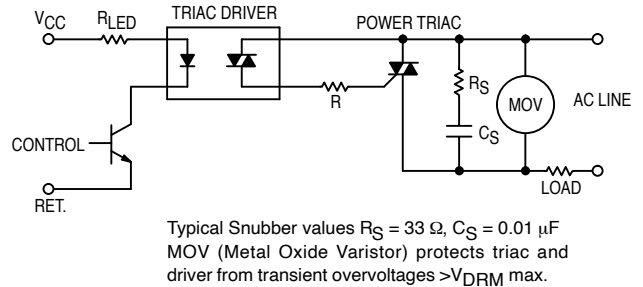 TRIAC DRIVER
POWER TRIAC
VCC
RLED
R
RS
CS
MOV
AC LINE
CONTROL
RET.
LOAD
Typical Snubber values RS = 33 Ω, CS = 0.01 μF
MOV (Metal Oxide Varistor) protects triac and
driver from transient overvoltages >VDRM max.